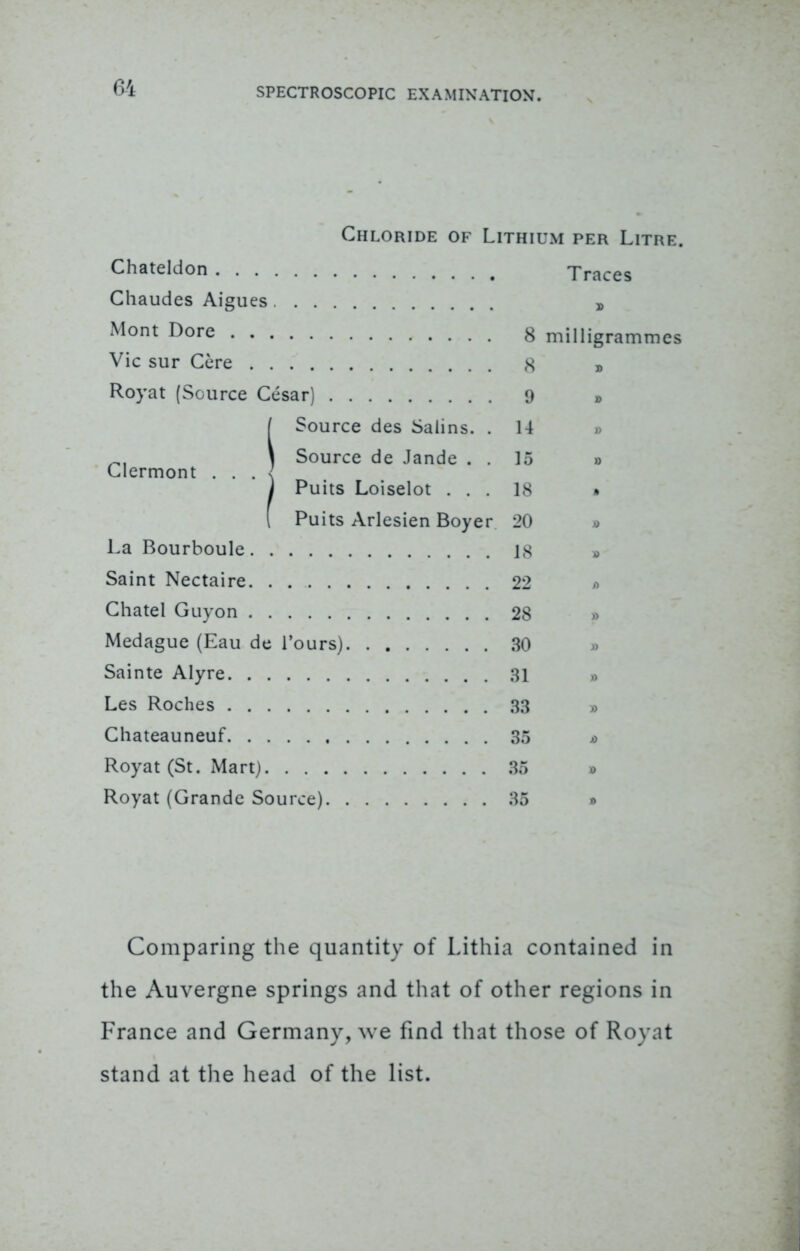 64
SPECTROSCOPIC EXAMINATION.
CHLORIDE OF LITHIUM PER LITRE.
Chateldon . . . . . . . . . . . . . . . Traces
Chaudes Aigues . . . . . . . . . . . . »
Mont Dore . . . . . . . . . . . . . . 8 milligrammes
Vic sur Cère . . . . . . . . . . . . . 8 »
Royat (Source César) . . . . . . . . . 9 »
Clermont . . .
Source des Salins. . 14 »
Source de Jande . . 15 »
Puits Loiselot . . . 18 »
Puits Arlesien Boyer 20 »
La Bourboule . . . . . . . . . . . . . 18 »
Saint Nectaire. . . . . . . . . . . . . 22 »
Chatel Guyon . . . . . . . . . . . . . 28 »
Medague (Eau de l'ours). . . . . . . . 30 »
Sainte Alyre. . . . . . . . . . . . . . 31 »
Les Roches . . . . . . . . . . . . . . 33 »
Chateauneuf. . . . . . . . . . . . . . 35 »
Royat (St. Mart). . . . . . . . . . . . 35 »
Royat (Grande Source). . . . . . . . . 35 »
Comparing the quantity of Lithia contained in
the Auvergne springs and that of other regions in
France and Germany, we find that those of Royat
stand at the head of the list.